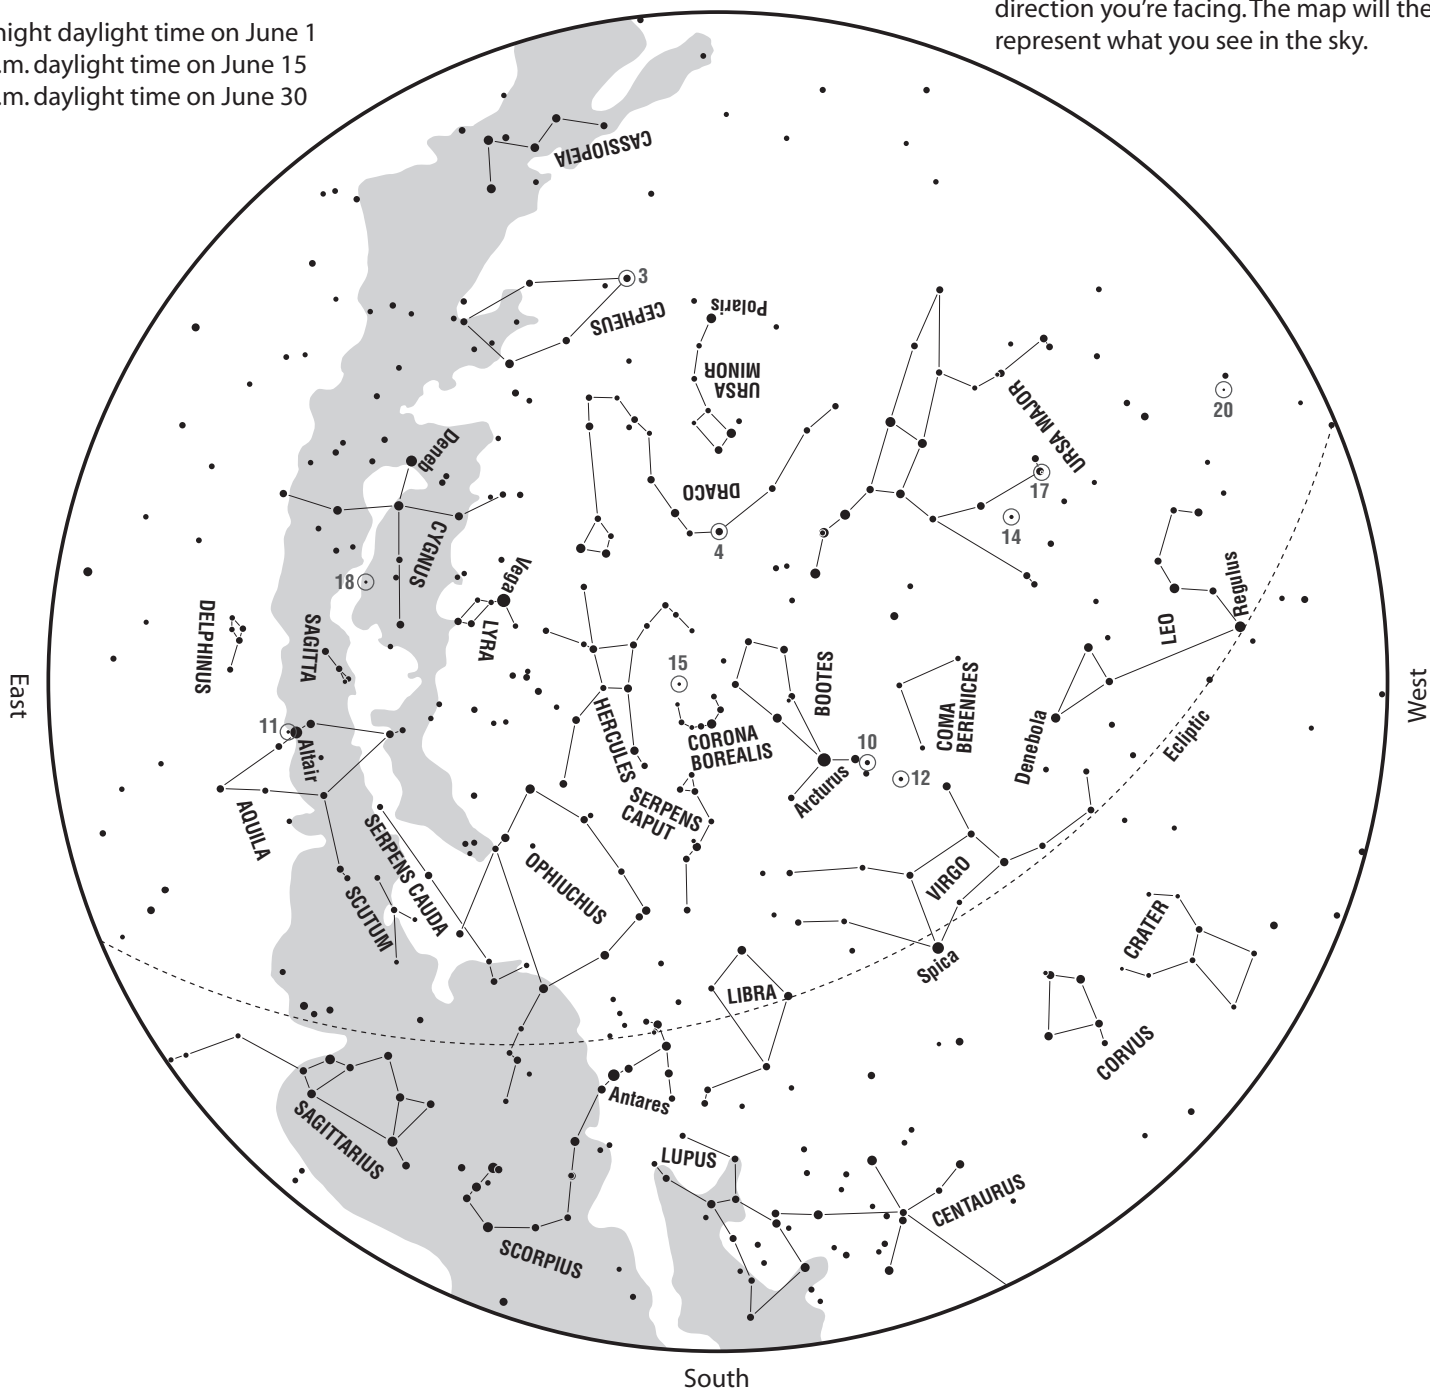 night daylight time on June 1
.m. daylight time on June 15
.m. daylight time on June 30
direction you're facing. The map will the
represent what you see in the sky.
CASSIOPEIA
3
CEPHEUS
Polaris
URSA
MINOR
URSA MAJOR
20
Deneb
DRACO
17
14
4
CYGNUS
18
Vega
LYRA
DELPHINUS
SAGITTA
LEO
Regulus
15
BOOTES
COMA
BERENICES
East
West
11
Altair
HERCULES
CORONA
BOREALIS
10
12
Arcturus
Denebola
Ecliptic
AQUILA
SERPENS
CAPUT
SERPENS CAUDA
OPHIUCHUS
VIRGO
SCUTUM
Spica
CRATER
LIBRA
CORVUS
Antares
SAGITTARIUS
LUPUS
CENTAURUS
SCORPIUS
South